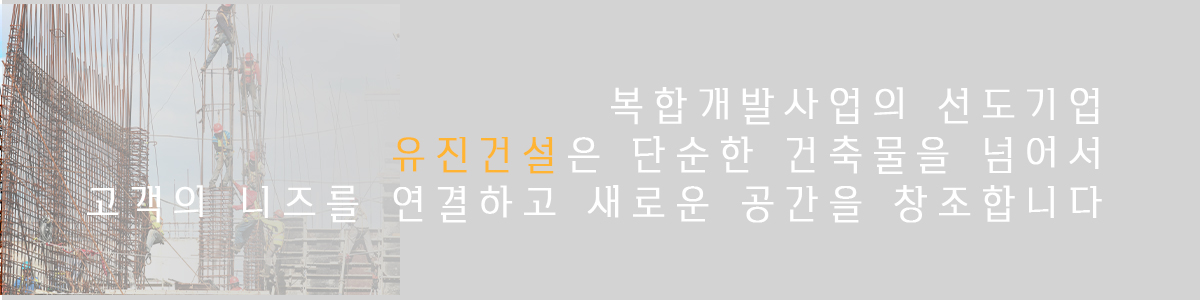 복합개발사업의 선도기업
유진건설은 단순한 건축물을 넘어서
고객의 니즈를 연결하고 새로운 공간을 창조합니다